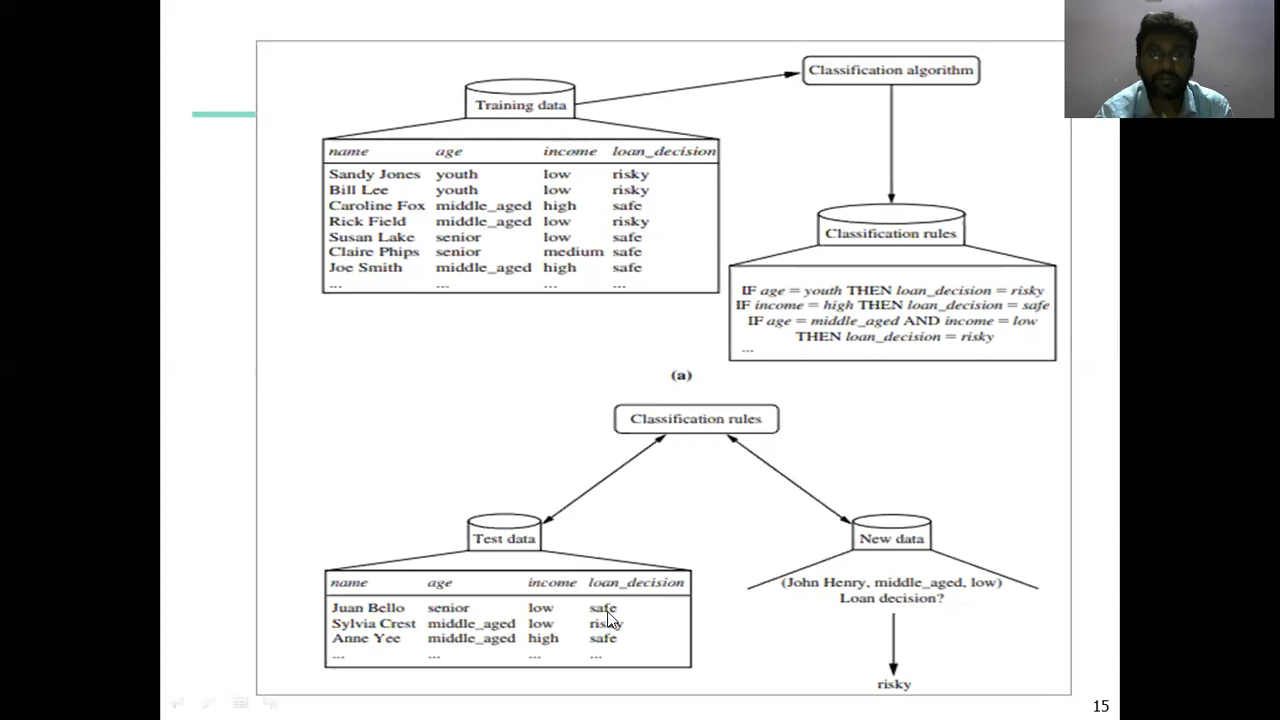 Classification algorithm
Training data
name age income loan_decision
Sandy Jones youth low risky
Bill Lee youth low risky
Caroline Fox middle_aged high safe
Rick Field middle_aged low risky
Susan Lake senior low safe
Claire Phips senior medium safe
Joe Smith middle_aged high safe
... ... ... ...
Classification rules
IF age = youth THEN loan_decision = risky
IF income = high THEN loan_decision = safe
IF age = middle_aged AND income = low
THEN loan_decision = risky
...
(a)
Classification rules
Test data
name age income loan_decision
Juan Bello senior low safe
Sylvia Crest middle_aged low risky
Anne Yee middle_aged high safe
... ... ... ...
New data
(John Henry, middle_aged, low)
Loan decision?
risky
15